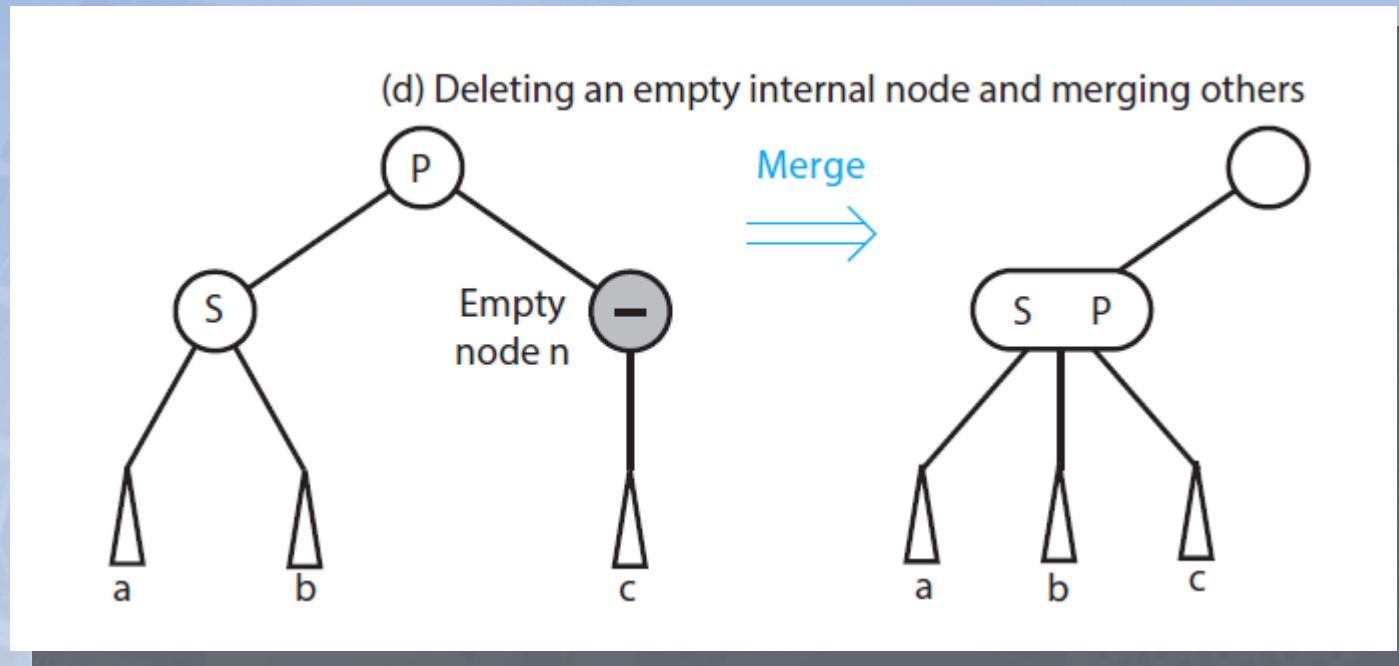 (d) Deleting an empty internal node and merging others
P
Merge
S
Empty
node n
–
S P
a
b
c
a
b
c